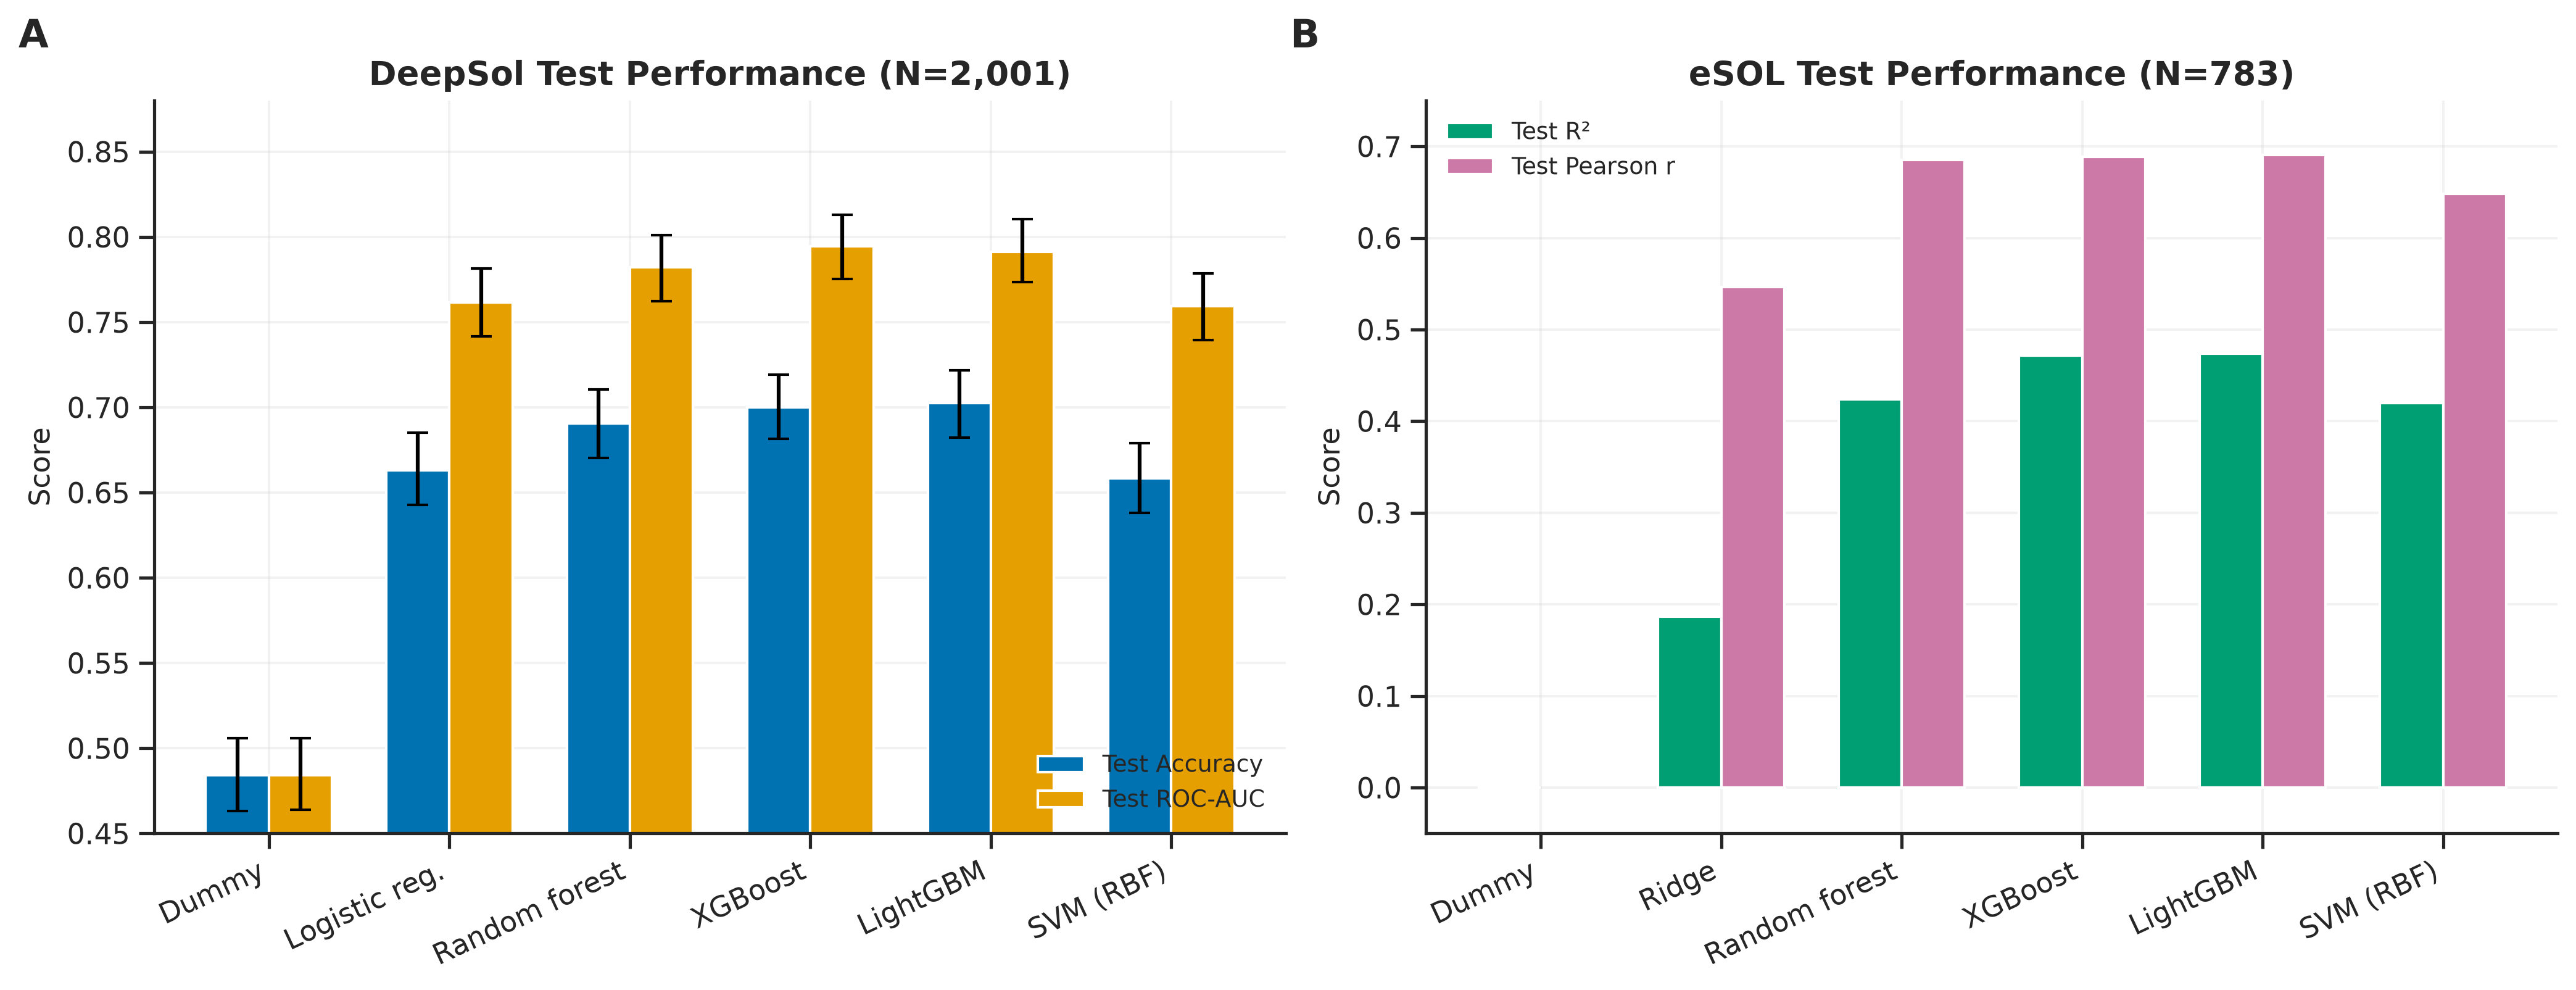 A
DeepSol Test Performance (N=2,001)
Score
0.85
0.80
0.75
0.70
0.65
0.60
0.55
0.50
0.45
Test Accuracy
Test ROC-AUC
Dummy
Logistic reg.
Random forest
XGBoost
LightGBM
SVM (RBF)
B
eSOL Test Performance (N=783)
Test R²
Test Pearson r
Score
0.7
0.6
0.5
0.4
0.3
0.2
0.1
0.0
Dummy
Ridge
Random forest
XGBoost
LightGBM
SVM (RBF)